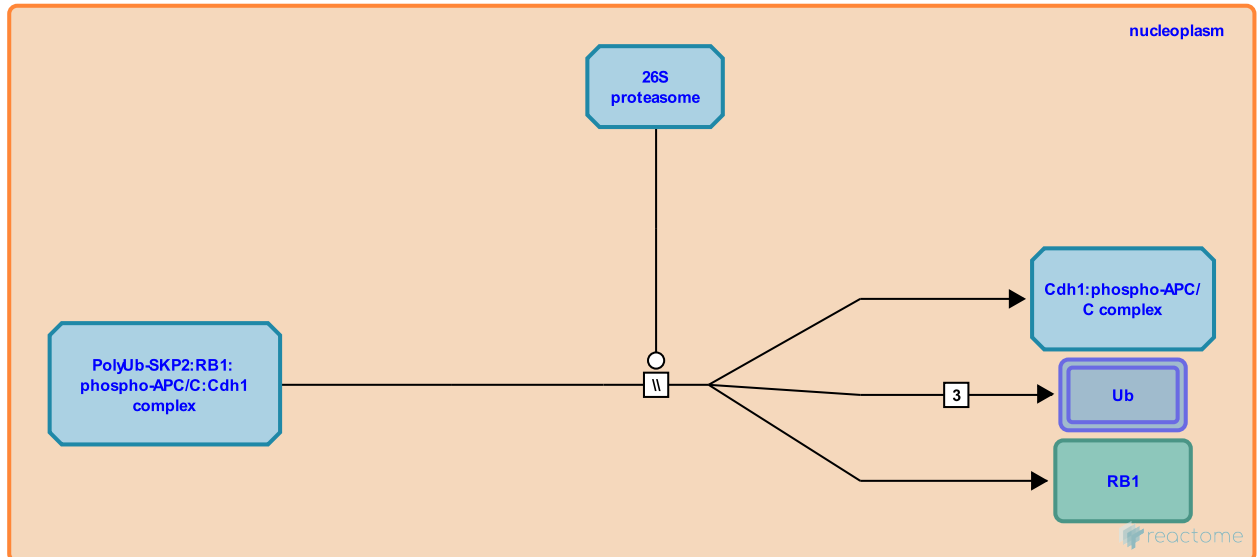 nucleoplasm
26S
proteasome
Cdh1:phospho-APC/
C complex
PolyUb-SKP2:RB1:
phospho-APC/C:Cdh1
complex
\\
3
Ub
RB1
reactome